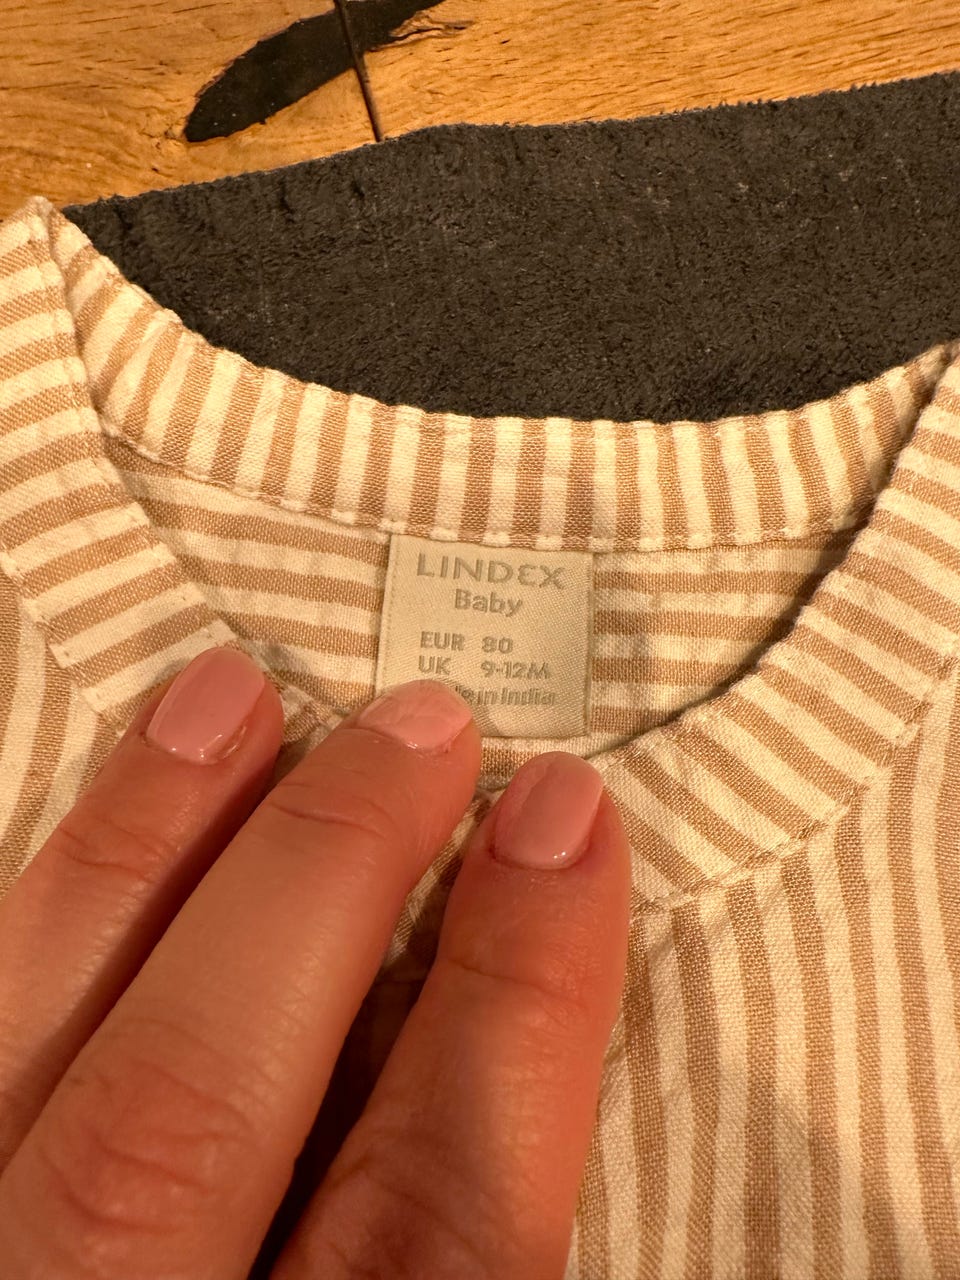 LINDEX
Baby
EUR 80
UK 9-12M
in India